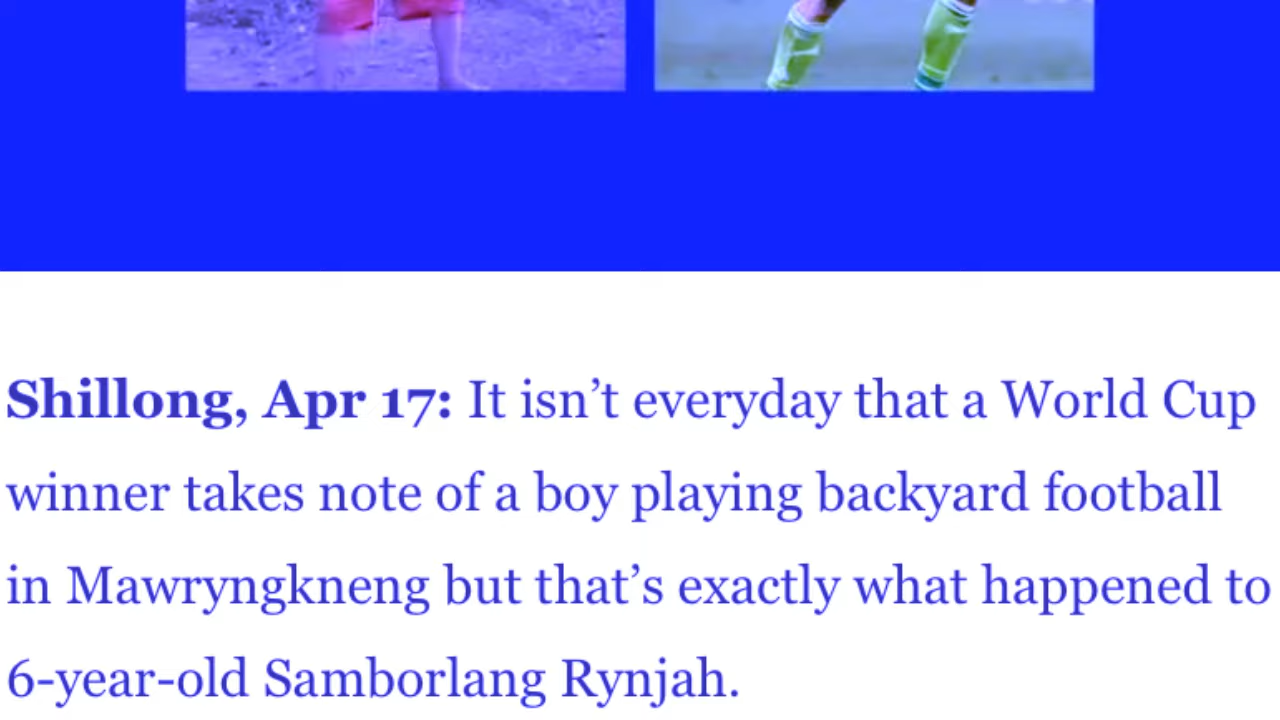 Shillong, Apr 17: It isn’t everyday that a World Cup
winner takes note of a boy playing backyard football
in Mawryngkneng but that’s exactly what happened to
6-year-old Samborlang Rynjah.